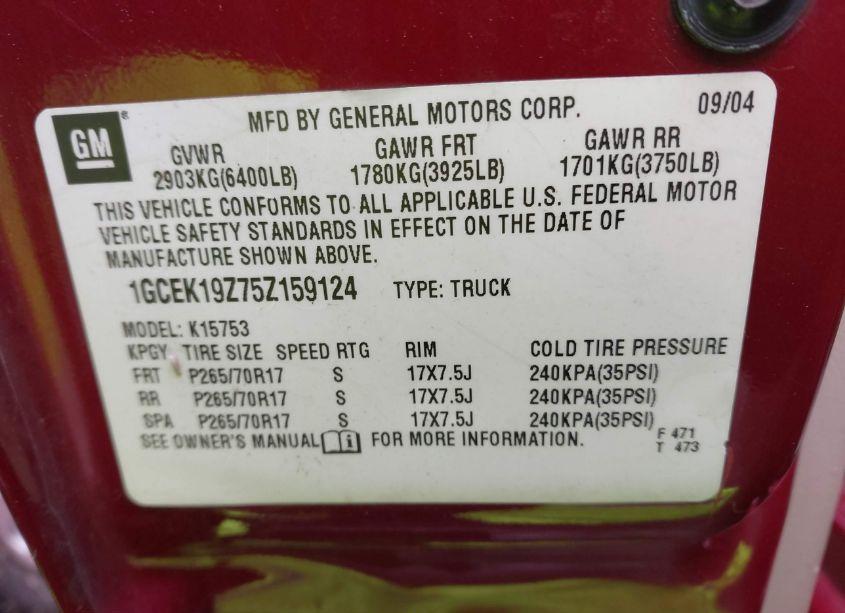 GM ®
MFD BY GENERAL MOTORS CORP. 09/04
GVWR GAWR FRT GAWR RR
2903KG(6400LB) 1780KG(3925LB) 1701KG(3750LB)
THIS VEHICLE CONFORMS TO ALL APPLICABLE U.S. FEDERAL MOTOR
VEHICLE SAFETY STANDARDS IN EFFECT ON THE DATE OF
MANUFACTURE SHOWN ABOVE.
1GCEK19Z75Z159124 TYPE: TRUCK
MODEL: K15753
KPGY TIRE SIZE SPEED RTG RIM COLD TIRE PRESSURE
FRT P265/70R17 S 17X7.5J 240KPA(35PSI)
RR P265/70R17 S 17X7.5J 240KPA(35PSI)
SPA P265/70R17 S 17X7.5J 240KPA(35PSI)
SEE OWNER'S MANUAL i FOR MORE INFORMATION. F 471
T 473